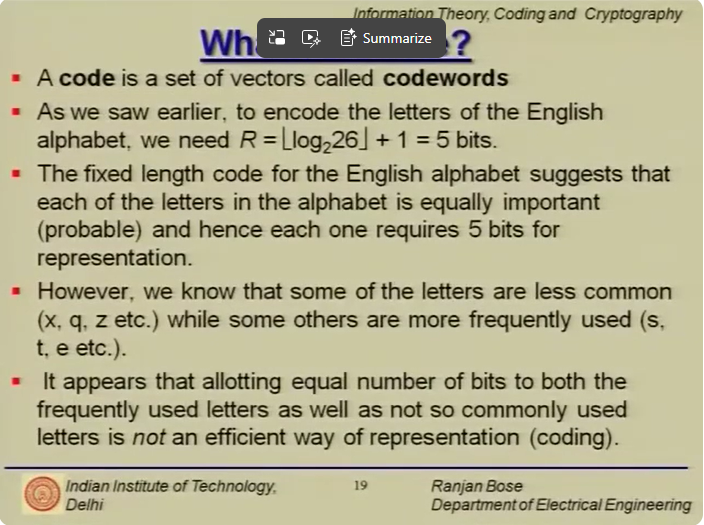 Information Theory, Coding and Cryptography
Summarize
?
▪ A code is a set of vectors called codewords
▪ As we saw earlier, to encode the letters of the English
alphabet, we need R = ⌊log₂26⌋ + 1 = 5 bits.
▪ The fixed length code for the English alphabet suggests that
each of the letters in the alphabet is equally important
(probable) and hence each one requires 5 bits for
representation.
▪ However, we know that some of the letters are less common
(x, q, z etc.) while some others are more frequently used (s,
t, e etc.).
▪ It appears that allotting equal number of bits to both the
frequently used letters as well as not so commonly used
letters is not an efficient way of representation (coding).
Indian Institute of Technology,
Delhi
19
Ranjan Bose
Department of Electrical Engineering